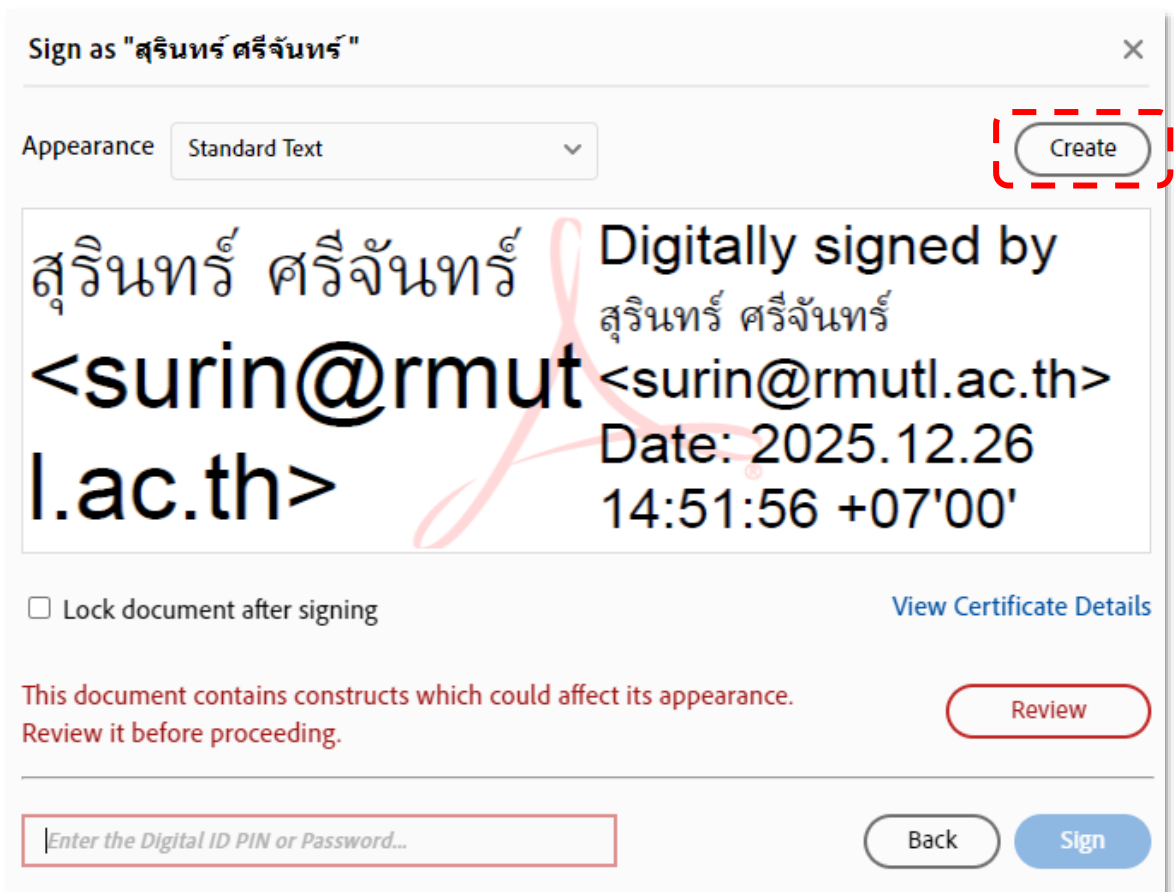 Sign as "สุรินทร์ ศรีจันทร์ "
Appearance
Standard Text
Create
สุรินทร์ ศรีจันทร์
<surin@rmut
l.ac.th>
Digitally signed by
สุรินทร์ ศรีจันทร์
<surin@rmutl.ac.th>
Date: 2025.12.26
14:51:56 +07'00'
®
Lock document after signing
View Certificate Details
This document contains constructs which could affect its appearance.
Review it before proceeding.
Review
Enter the Digital ID PIN or Password...
Back
Sign